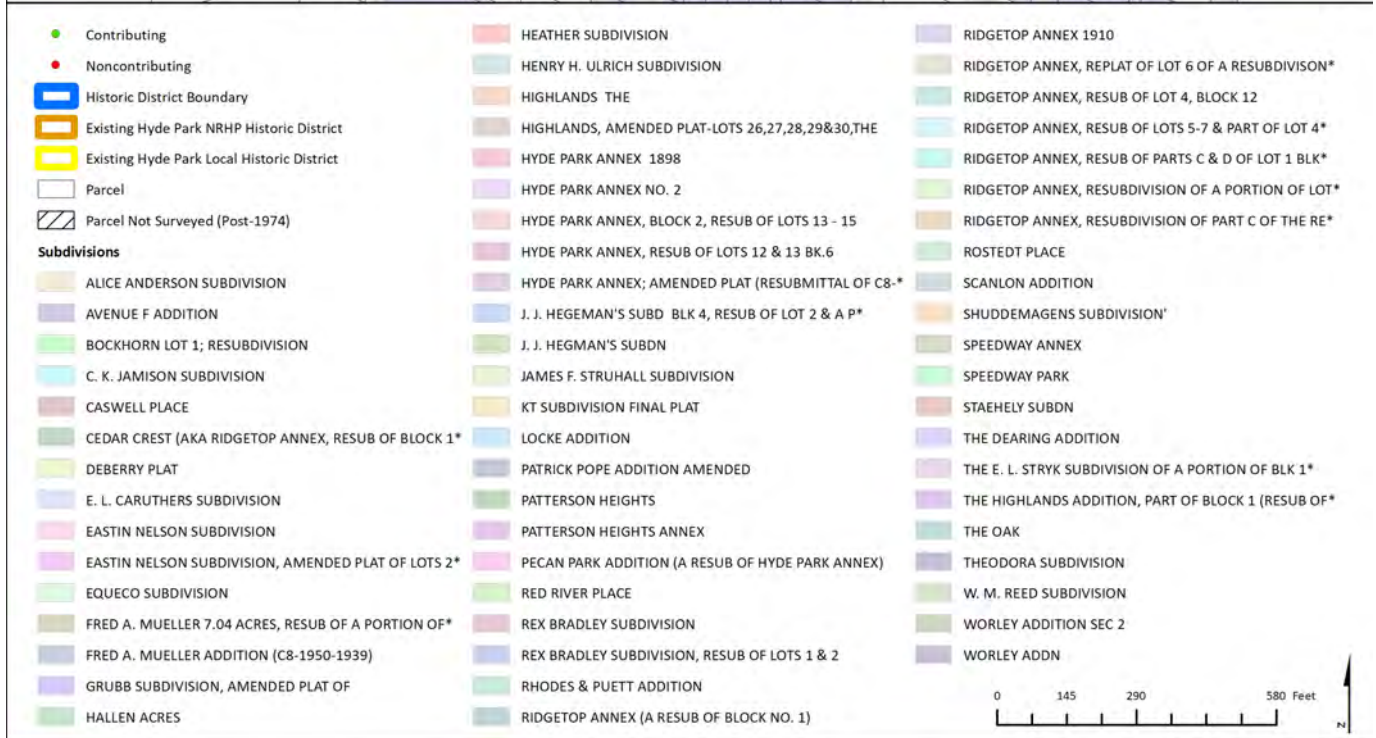 Contributing
Noncontributing
Historic District Boundary
Existing Hyde Park NRHP Historic District
Existing Hyde Park Local Historic District
Parcel
Parcel Not Surveyed (Post-1974)
Subdivisions
ALICE ANDERSON SUBDIVISION
AVENUE F ADDITION
BOCKHORN LOT 1; RESUBDIVISION
C. K. JAMISON SUBDIVISION
CASWELL PLACE
CEDAR CREST (AKA RIDGETOP ANNEX, RESUB OF BLOCK 1*
DEBERRY PLAT
E. L. CARUTHERS SUBDIVISION
EASTIN NELSON SUBDIVISION
EASTIN NELSON SUBDIVISION, AMENDED PLAT OF LOTS 2*
EQUECO SUBDIVISION
FRED A. MUELLER 7.04 ACRES, RESUB OF A PORTION OF*
FRED A. MUELLER ADDITION (C8-1950-1939)
GRUBB SUBDIVISION, AMENDED PLAT OF
HALLEN ACRES
HEATHER SUBDIVISION
HENRY H. ULRICH SUBDIVISION
HIGHLANDS THE
HIGHLANDS, AMENDED PLAT-LOTS 26,27,28,29&30,THE
HYDE PARK ANNEX 1898
HYDE PARK ANNEX NO. 2
HYDE PARK ANNEX, BLOCK 2, RESUB OF LOTS 13 - 15
HYDE PARK ANNEX, RESUB OF LOTS 12 & 13 BK.6
HYDE PARK ANNEX; AMENDED PLAT (RESUBMITTAL OF C8-*
J. J. HEGEMAN'S SUBD BLK 4, RESUB OF LOT 2 & A P*
J. J. HEGMAN'S SUBDN
JAMES F. STRUHALL SUBDIVISION
KT SUBDIVISION FINAL PLAT
LOCKE ADDITION
PATRICK POPE ADDITION AMENDED
PATTERSON HEIGHTS
PATTERSON HEIGHTS ANNEX
PECAN PARK ADDITION (A RESUB OF HYDE PARK ANNEX)
RED RIVER PLACE
REX BRADLEY SUBDIVISION
REX BRADLEY SUBDIVISION, RESUB OF LOTS 1 & 2
RHODES & PUETT ADDITION
RIDGETOP ANNEX (A RESUB OF BLOCK NO. 1)
RIDGETOP ANNEX 1910
RIDGETOP ANNEX, REPLAT OF LOT 6 OF A RESUBDIVISON*
RIDGETOP ANNEX, RESUB OF LOT 4, BLOCK 12
RIDGETOP ANNEX, RESUB OF LOTS 5-7 & PART OF LOT 4*
RIDGETOP ANNEX, RESUB OF PARTS C & D OF LOT 1 BLK*
RIDGETOP ANNEX, RESUBDIVISION OF A PORTION OF LOT*
RIDGETOP ANNEX, RESUBDIVISION OF PART C OF THE RE*
ROSTEDT PLACE
SCANLON ADDITION
SHUDDEMAGENS SUBDIVISION'
SPEEDWAY ANNEX
SPEEDWAY PARK
STAEHELY SUBDN
THE DEARING ADDITION
THE E. L. STRYK SUBDIVISION OF A PORTION OF BLK 1*
THE HIGHLANDS ADDITION, PART OF BLOCK 1 (RESUB OF*
THE OAK
THEODORA SUBDIVISION
W. M. REED SUBDIVISION
WORLEY ADDITION SEC 2
WORLEY ADDN
0 145 290 580 Feet
N